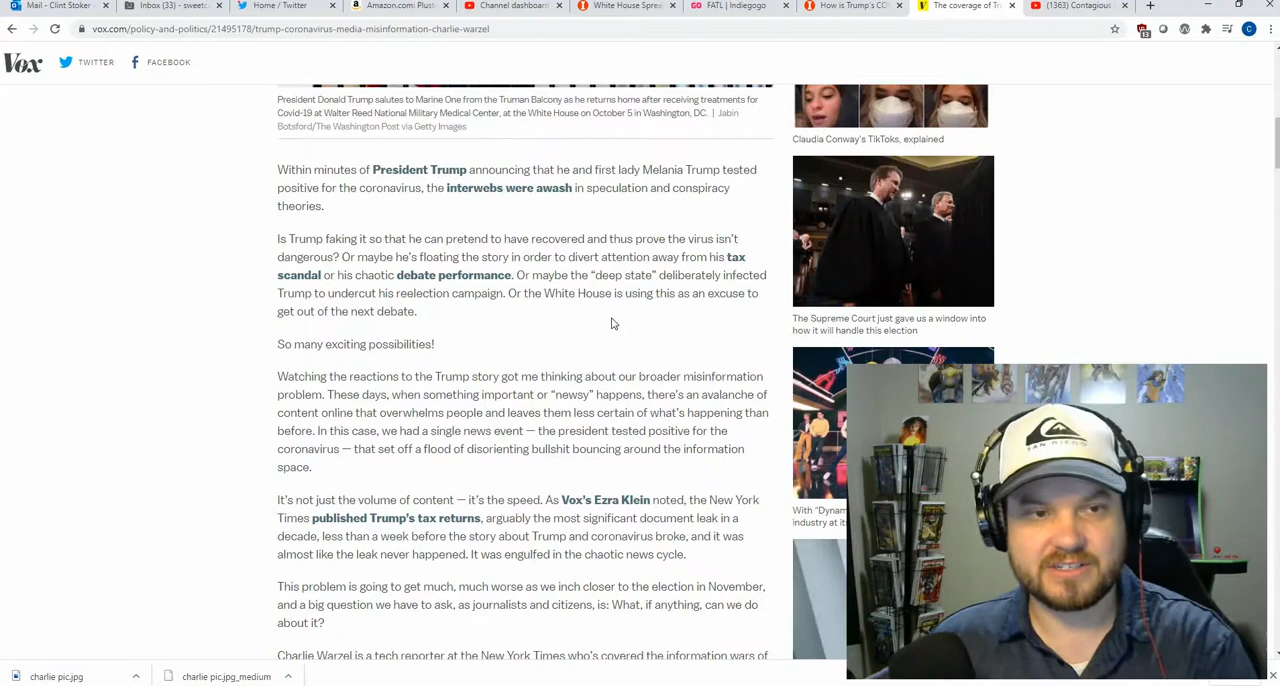 Mail - Clint Stoker -
Inbox (33) - sweetc
Home / Twitter
Amazon.com: Plush
Channel dashboard
White House Sprea
FATL | Indiegogo
How is Trump's CO
The coverage of Tr
(1363) Contagious
vox.com/policy-and-politics/21495178/trump-coronavirus-media-misinformation-charlie-warzel
13
C
Vox
TWITTER
FACEBOOK
President Donald Trump salutes to Marine One from the Truman Balcony as he returns home after receiving treatments for
Covid-19 at Walter Reed National Military Medical Center, at the White House on October 5 in Washington, DC. | Jabin
Botsford/The Washington Post via Getty Images
Within minutes of President Trump announcing that he and first lady Melania Trump tested
positive for the coronavirus, the interwebs were awash in speculation and conspiracy
theories.
Is Trump faking it so that he can pretend to have recovered and thus prove the virus isn't
dangerous? Or maybe he's floating the story in order to divert attention away from his tax
scandal or his chaotic debate performance. Or maybe the “deep state” deliberately infected
Trump to undercut his reelection campaign. Or the White House is using this as an excuse to
get out of the next debate.
So many exciting possibilities!
Watching the reactions to the Trump story got me thinking about our broader misinformation
problem. These days, when something important or “newsy” happens, there's an avalanche of
content online that overwhelms people and leaves them less certain of what's happening than
before. In this case, we had a single news event — the president tested positive for the
coronavirus — that set off a flood of disorienting bullshit bouncing around the information
space.
It's not just the volume of content — it's the speed. As Vox's Ezra Klein noted, the New York
Times published Trump's tax returns, arguably the most significant document leak in a
decade, less than a week before the story about Trump and coronavirus broke, and it was
almost like the leak never happened. It was engulfed in the chaotic news cycle.
This problem is going to get much, much worse as we inch closer to the election in November,
and a big question we have to ask, as journalists and citizens, is: What, if anything, can we do
about it?
Charlie Warzel is a tech reporter at the New York Times who's covered the information wars of
Claudia Conway's TikToks, explained
The Supreme Court just gave us a window into
how it will handle this election
With “Dynam
industry at its
SAN DIEGO
charlie pic.jpg
charlie pic.jpg_medium